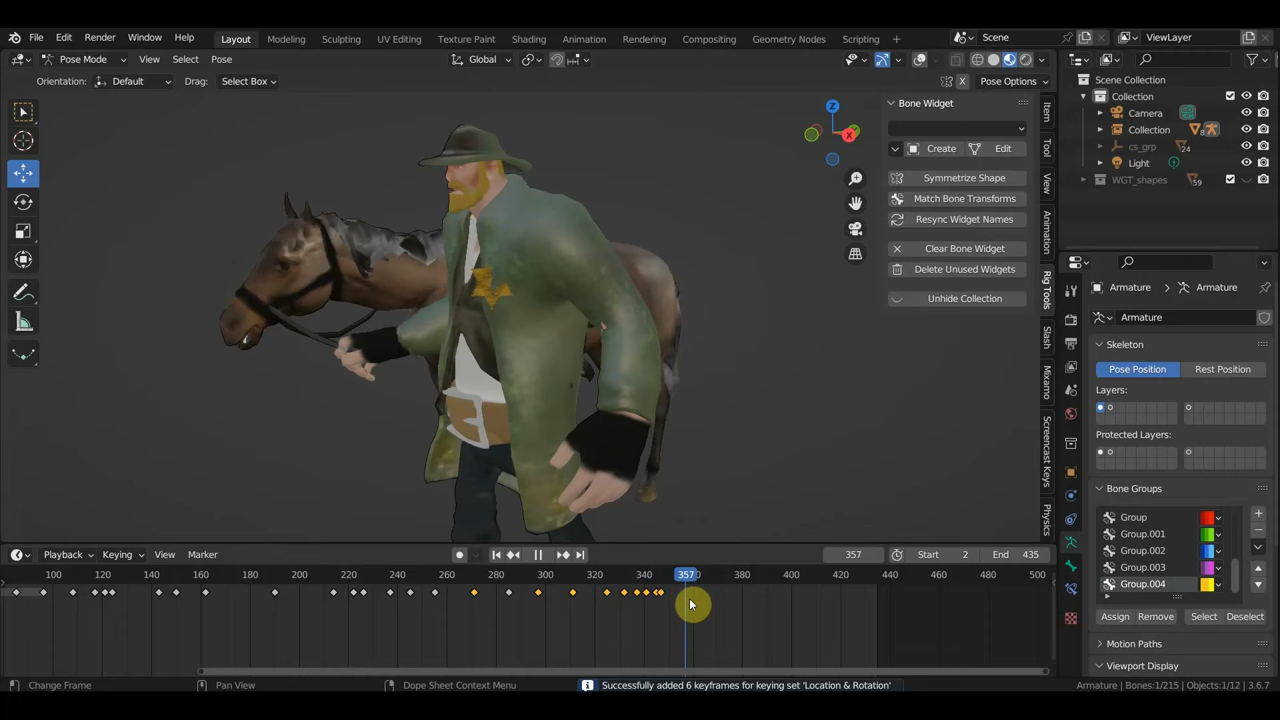 File Edit Render Window Help Layout Modeling Sculpting UV Editing Texture Paint Shading Animation Rendering Compositing Geometry Nodes Scripting + Scene ViewLayer
Pose Mode View Select Pose Global Pose Options
Orientation: Default Drag: Select Box X Pose Options
Scene Collection
Collection
Camera
Collection 8
cs_grp 24
Light
WGT_shapes 59
Bone Widget
Create Edit
Symmetrize Shape
Match Bone Transforms
Resync Widget Names
Clear Bone Widget
Delete Unused Widgets
Unhide Collection
Z
X
Item
Tool
View
Animation
Rig Tools
Slash
Mixamo
Screencast Keys
Physics
Armature Armature
Armature
Skeleton
Pose Position Rest Position
Layers:
Protected Layers:
Bone Groups
Group
Group.001
Group.002
Group.003
Group.004
Assign Remove Select Deselect
Motion Paths
Viewport Display
Playback Keying View Marker 357 Start 2 End 435
100 120 140 160 180 200 220 240 260 280 300 320 340 357 380 400 420 440 460 480 500
Change Frame Pan View Dope Sheet Context Menu Successfully added 6 keyframes for keying set 'Location & Rotation' Armature | Bones:1/215 | Objects:1/12 | 3.6.7